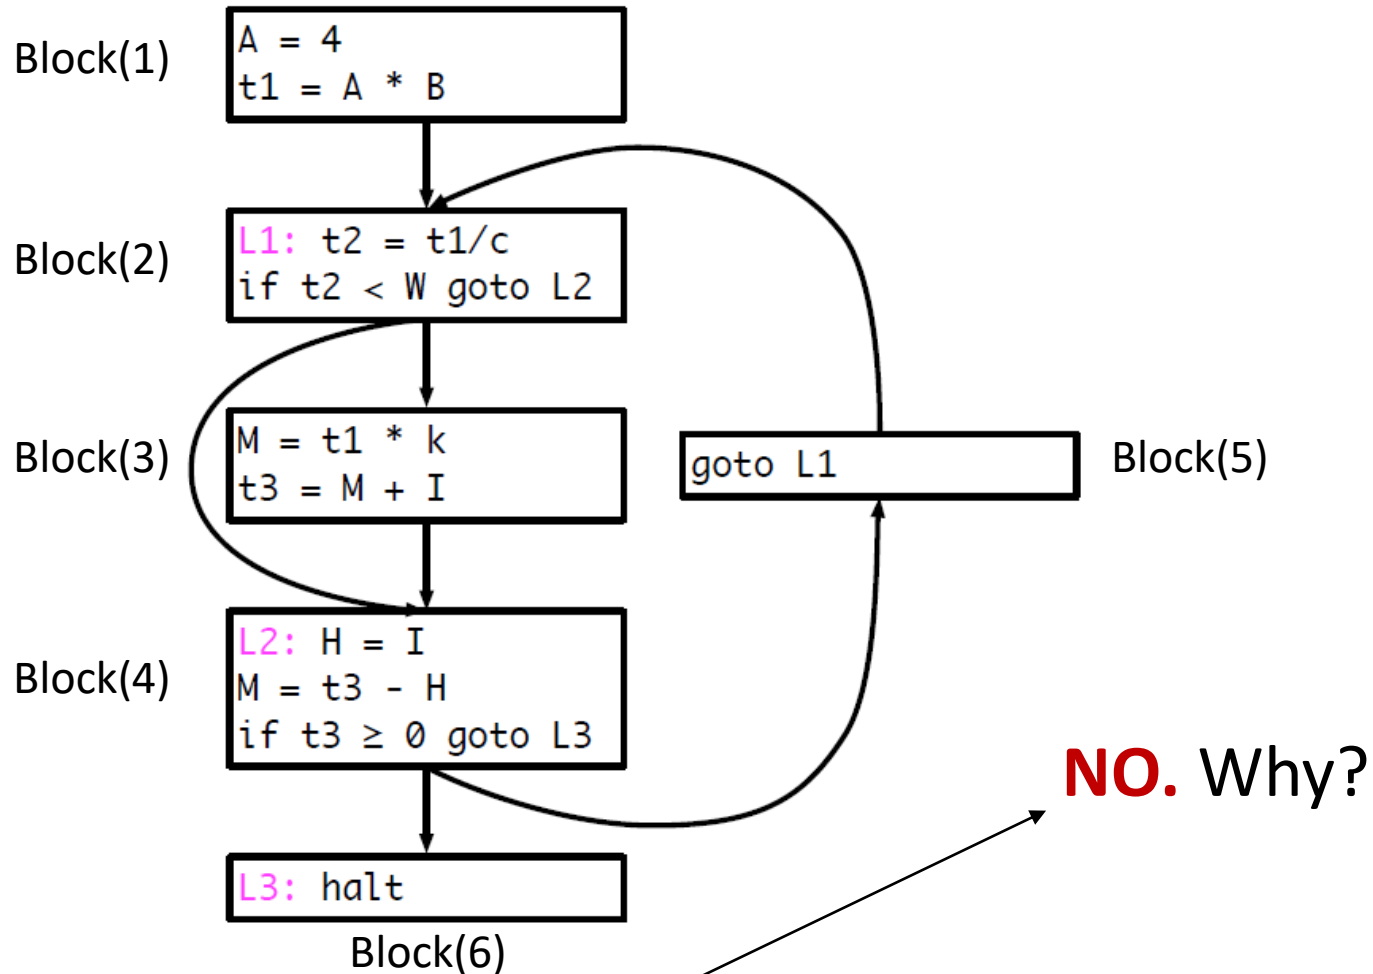 Block(1)
A = 4
t1 = A * B
Block(2)
L1: t2 = t1/c
if t2 < W goto L2
Block(3)
M = t1 * k
t3 = M + I
goto L1
Block(5)
Block(4)
L2: H = I
M = t3 - H
if t3 ≥ 0 goto L3
NO. Why?
L3: halt
Block(6)